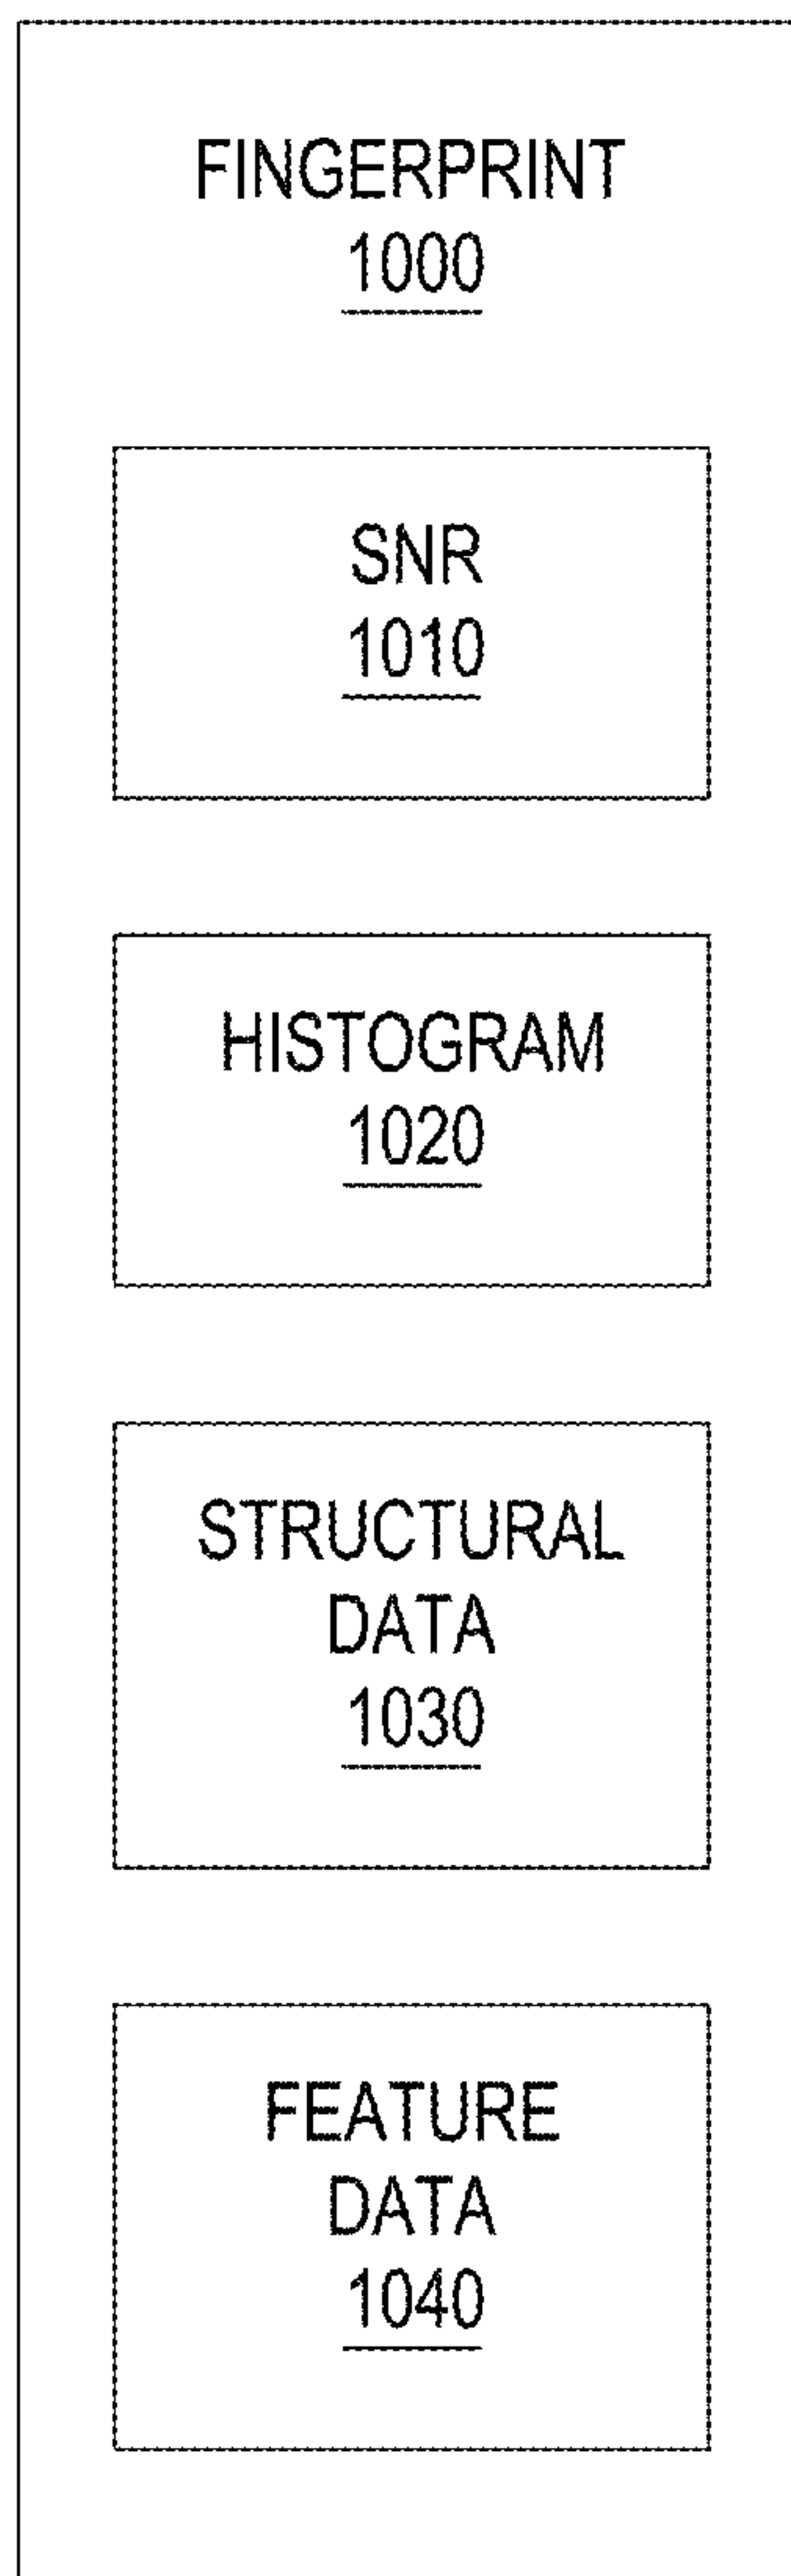 FINGERPRINT
1000
SNR
1010
HISTOGRAM
1020
STRUCTURAL
DATA
1030
FEATURE
DATA
1040